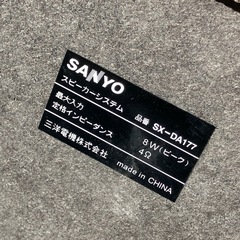 SANYO
スピーカーシステム
品番 SX-DA177
最大入力 8W(ピーク)
定格インピーダンス 4Ω
三洋電機株式会社
made in CHINA